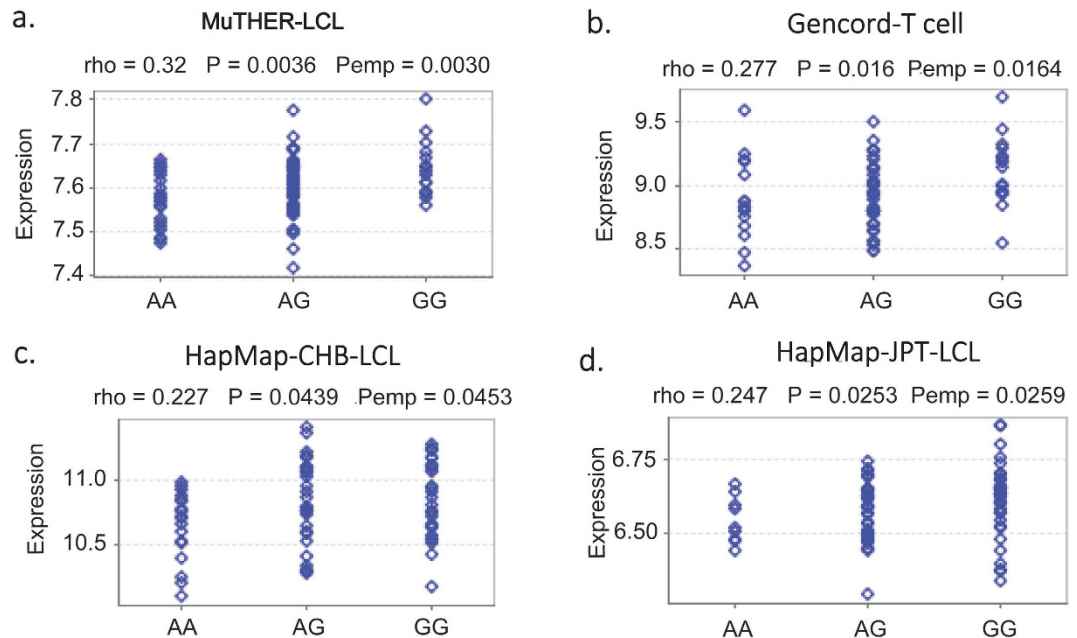 a.
MuTHER-LCL
rho = 0.32 P = 0.0036 Pemp = 0.0030
Expression
7.8
7.7
7.6
7.5
7.4
AA AG GG
b.
Gencord-T cell
rho = 0.277 P = 0.016 Pemp = 0.0164
Expression
9.5
9.0
8.5
AA AG GG
c.
HapMap-CHB-LCL
rho = 0.227 P = 0.0439 Pemp = 0.0453
Expression
11.0
10.5
AA AG GG
d.
HapMap-JPT-LCL
rho = 0.247 P = 0.0253 Pemp = 0.0259
Expression
6.75
6.50
AA AG GG